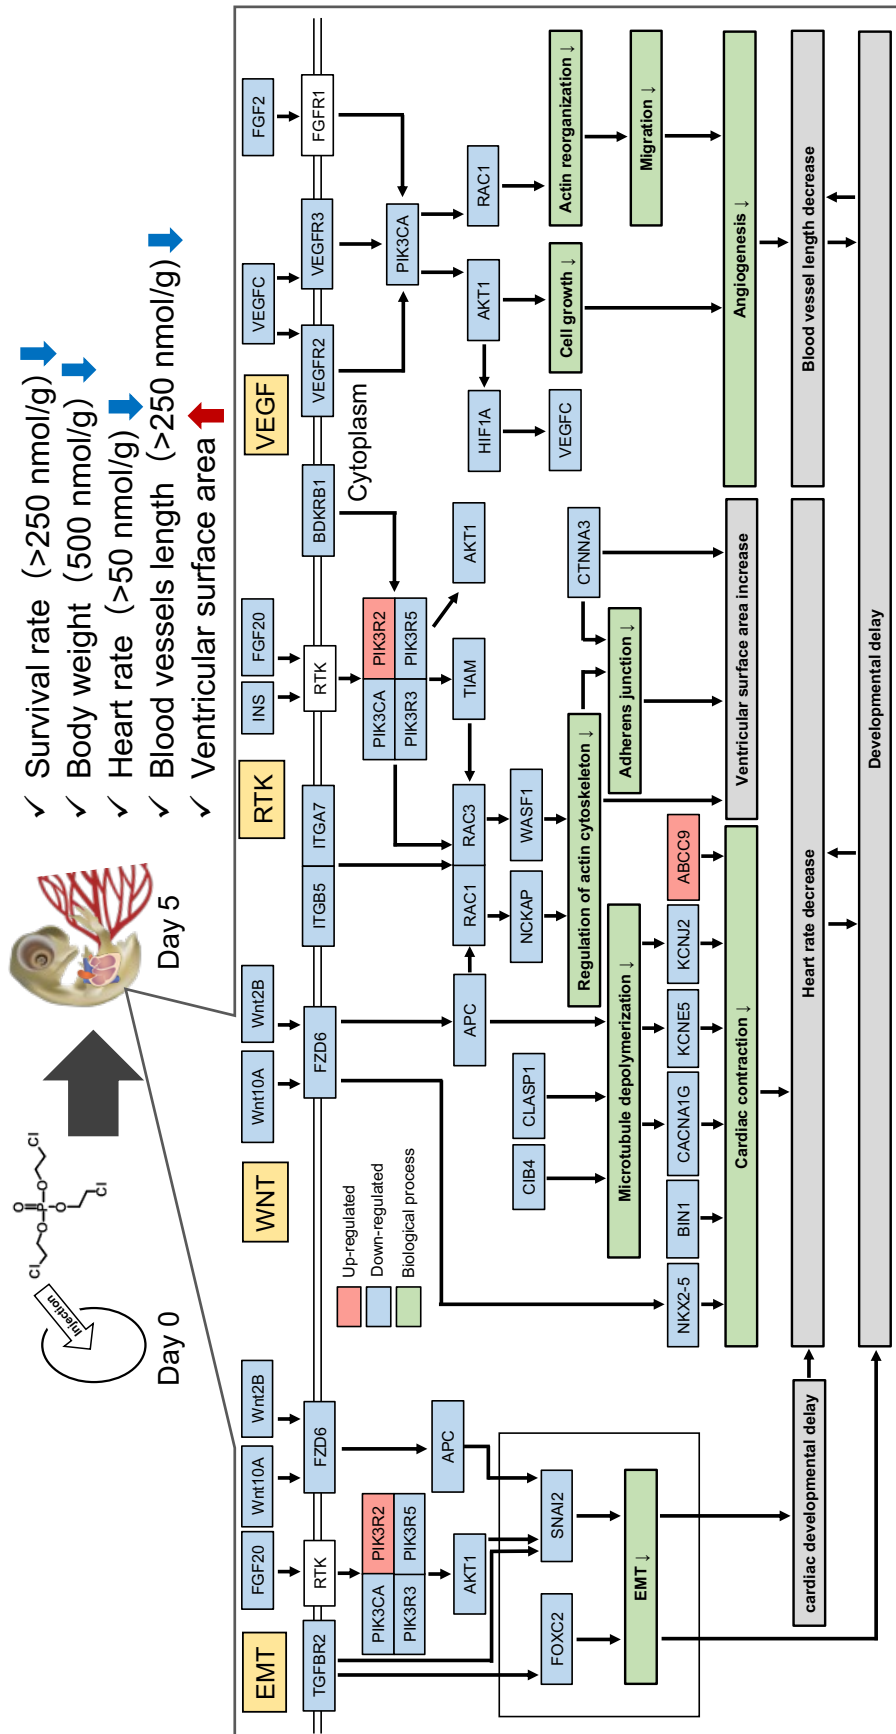 Injection
Day 0
Cl
O
O
P
O
O
Cl
Cl
Day 5
✓ Survival rate (>250 nmol/g)
✓ Body weight (500 nmol/g)
✓ Heart rate (>50 nmol/g)
✓ Blood vessels length (>250 nmol/g)
✓ Ventricular surface area
EMT
WNT
RTK
VEGF
FGF20
Wnt10A
Wnt2B
Wnt10A
Wnt2B
INS
FGF20
VEGFC
FGF2
TGFBR2
RTK
FZD6
FZD6
ITGB5
ITGA7
RTK
BDKRB1
VEGFR2
VEGFR3
FGFR1
Cytoplasm
Up-regulated
Down-regulated
Biological process
PIK3CA
PIK3R2
PIK3R3
PIK3R5
PIK3CA
PIK3R2
PIK3R3
PIK3R5
PIK3CA
AKT1
APC
APC
RAC1
RAC3
TIAM
AKT1
HIF1A
AKT1
RAC1
SNAI2
FOXC2
CIB4
CLASP1
NCKAP
WASF1
CTNNA3
VEGFC
Cell growth ↓
Actin reorganization ↓
Regulation of actin cytoskeleton ↓
EMT ↓
Microtubule depolymerization ↓
Adherens junction ↓
Migration ↓
NKX2-5
BIN1
CACNA1G
KCNE5
KCNJ2
ABCC9
Cardiac contraction ↓
Ventricular surface area increase
Angiogenesis ↓
cardiac developmental delay
Heart rate decrease
Blood vessel length decrease
Developmental delay